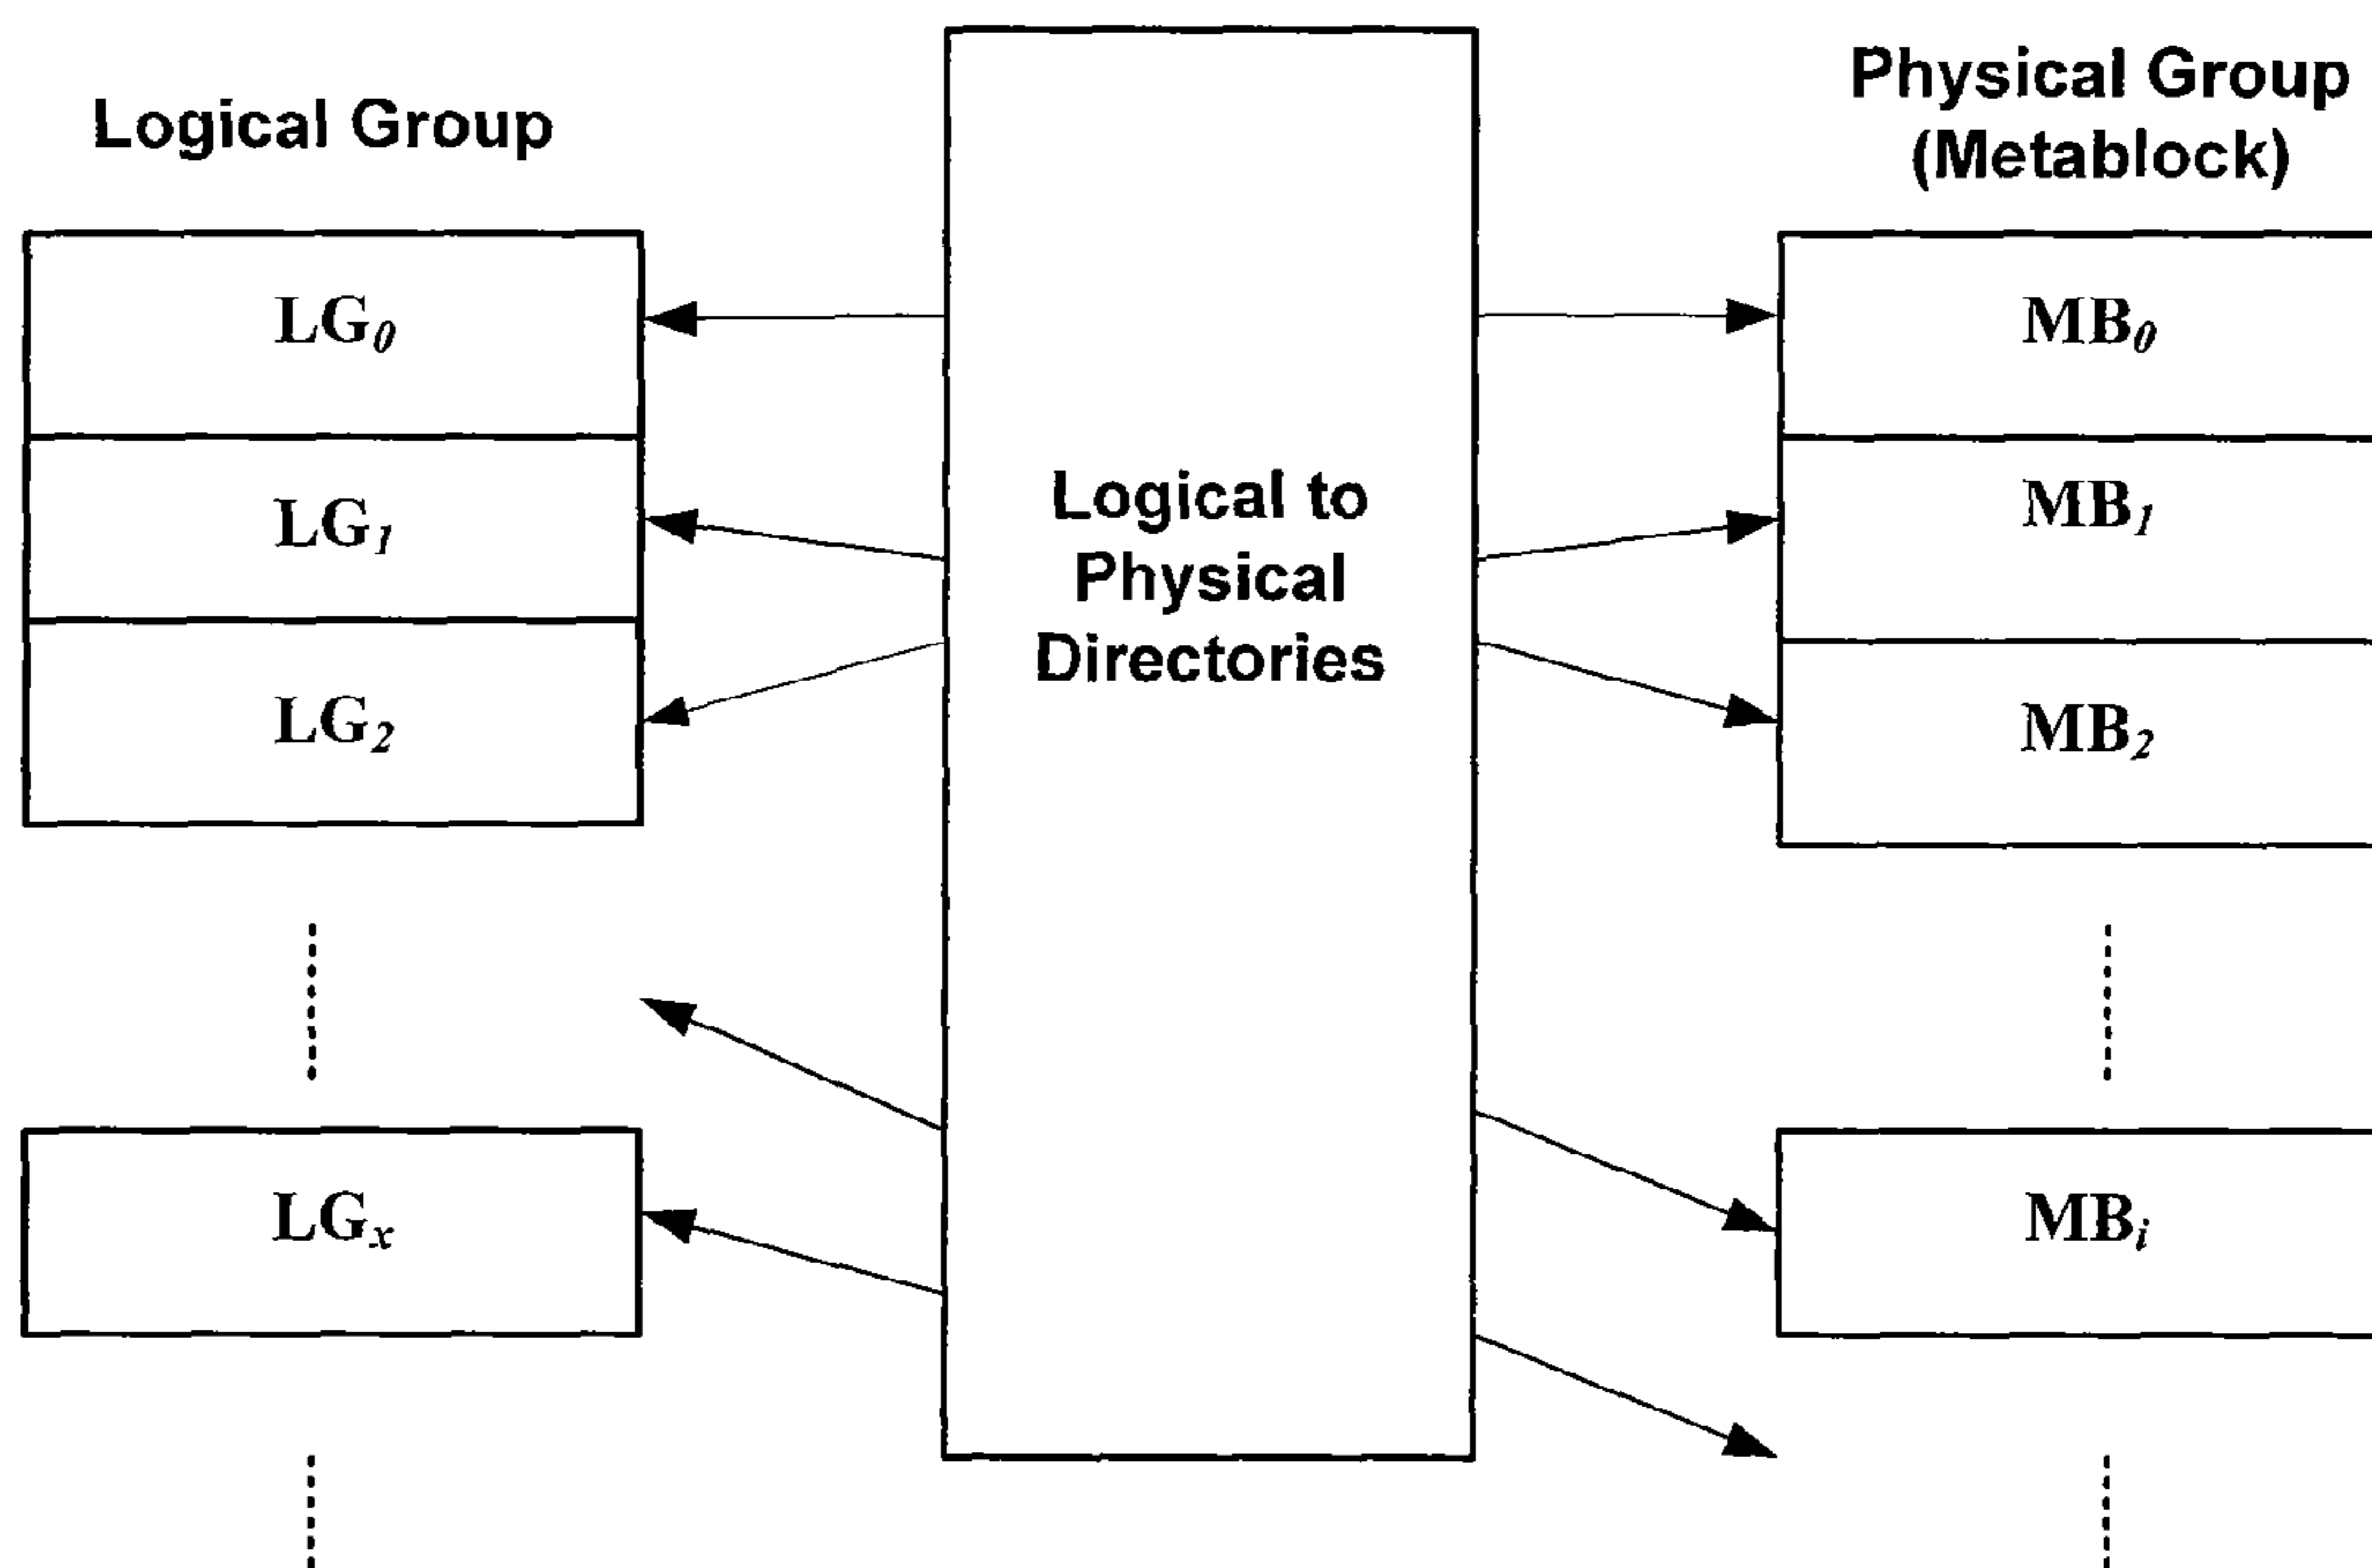 Logical Group
LG0
LG1
LG2
LGx
Logical to
Physical
Directories
Physical Group
(Metablock)
MB0
MB1
MB2
MBi